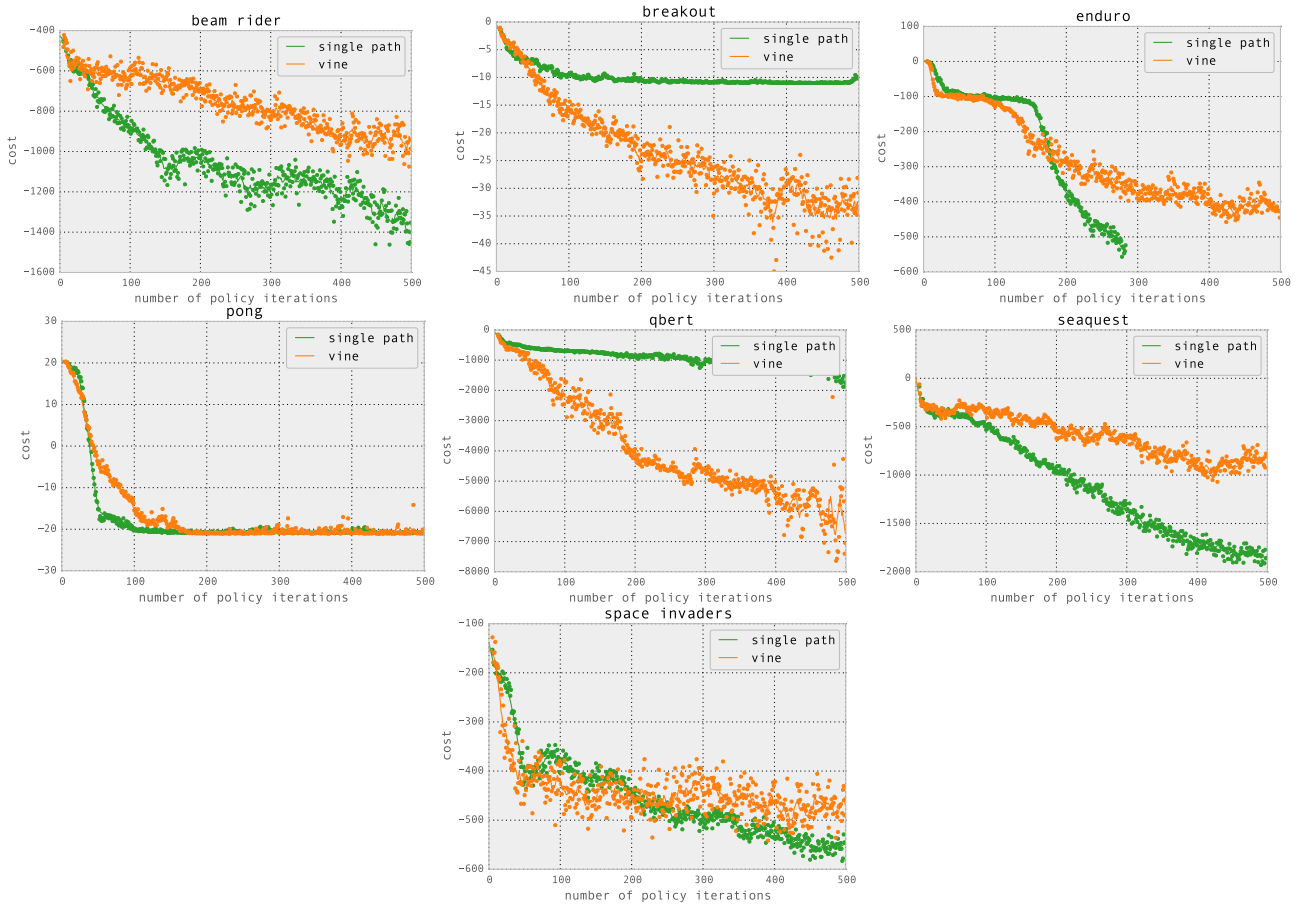 beam rider
−400
−600
−800
−1000
−1200
−1400
−1600
cost
single path
vine
0 100 200 300 400 500
number of policy iterations
breakout
0
−5
−10
−15
−20
−25
−30
−35
−40
−45
cost
single path
vine
0 100 200 300 400 500
number of policy iterations
enduro
100
0
−100
−200
−300
−400
−500
−600
cost
single path
vine
0 100 200 300 400 500
number of policy iterations
pong
30
20
10
0
−10
−20
−30
cost
single path
vine
0 100 200 300 400 500
number of policy iterations
qbert
0
−1000
−2000
−3000
−4000
−5000
−6000
−7000
−8000
cost
single path
vine
0 100 200 300 400 500
number of policy iterations
seaquest
500
0
−500
−1000
−1500
−2000
cost
single path
vine
0 100 200 300 400 500
number of policy iterations
space invaders
−100
−200
−300
−400
−500
−600
cost
single path
vine
0 100 200 300 400 500
number of policy iterations